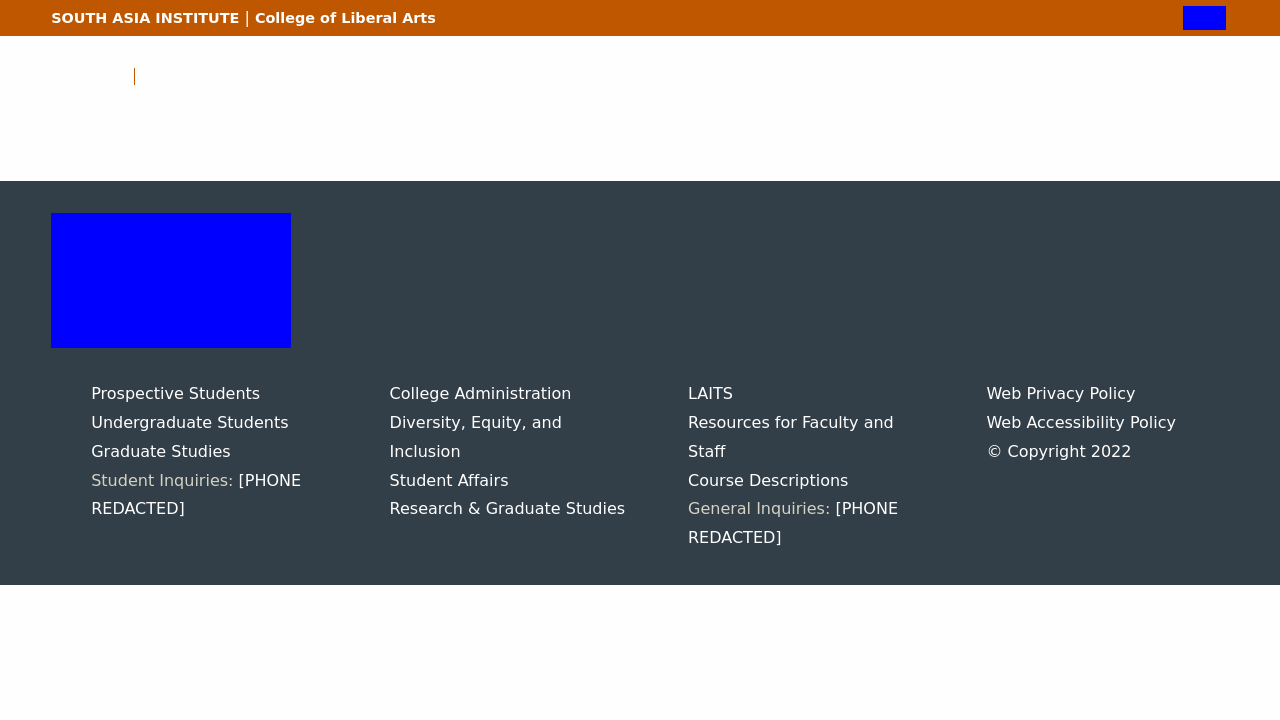 SOUTH ASIA INSTITUTE | College of Liberal Arts
Prospective Students
Undergraduate Students
Graduate Studies
Student Inquiries: [PHONE
REDACTED]
College Administration
Diversity, Equity, and
Inclusion
Student Affairs
Research & Graduate Studies
LAITS
Resources for Faculty and
Staff
Course Descriptions
General Inquiries: [PHONE
REDACTED]
Web Privacy Policy
Web Accessibility Policy
© Copyright 2022